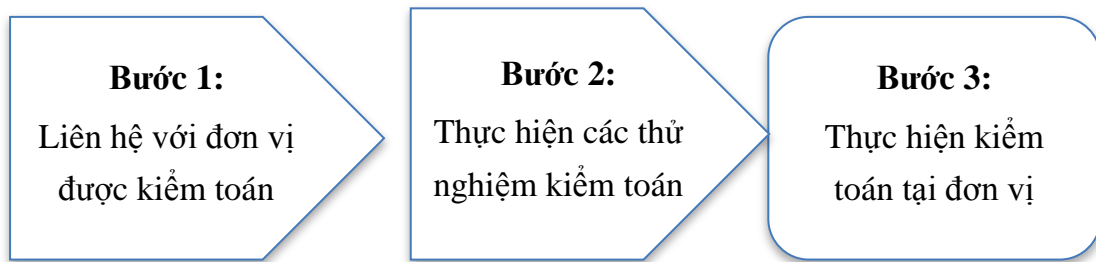 Bước 1:
Liên hệ với đơn vị
được kiểm toán
Bước 2:
Thực hiện các thử
nghiệm kiểm toán
Bước 3:
Thực hiện kiểm
toán tại đơn vị